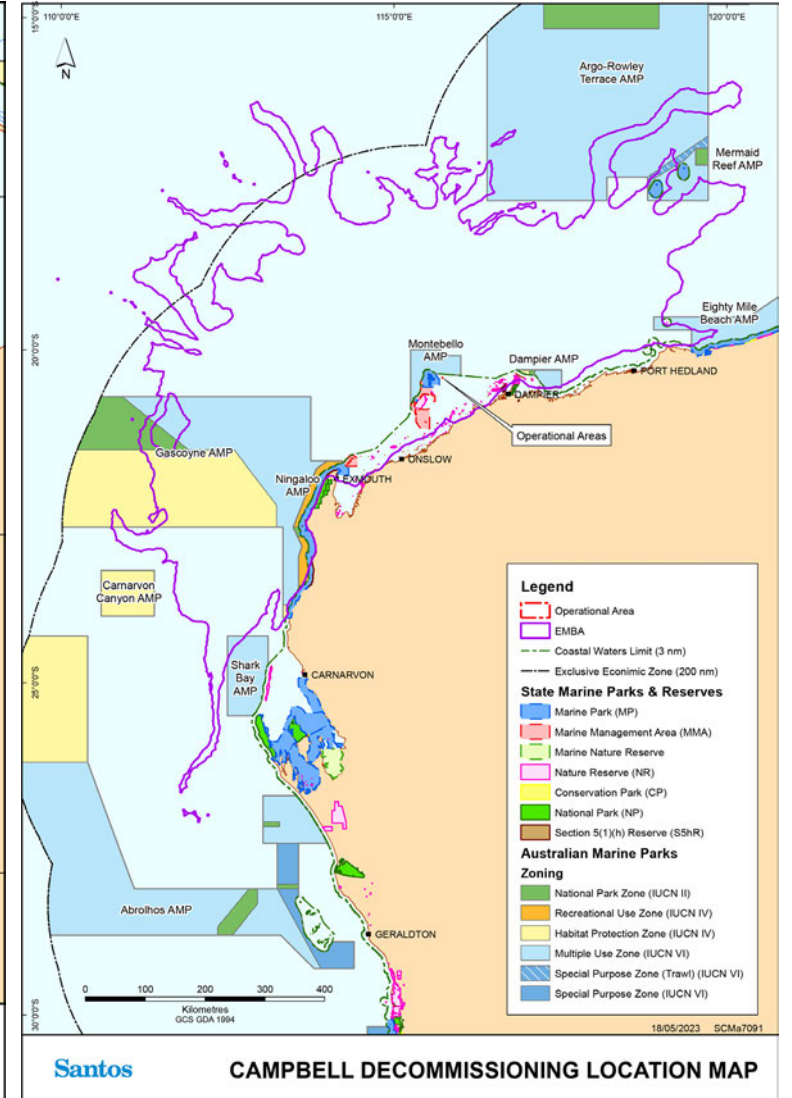 110°0'0"E
115°0'0"E
120°0'0"E
15°0'0"S
N
Argo-Rowley
Terrace AMP
Mermaid
Reef AMP
Eighty Mile
Beach AMP
20°0'0"S
Montebello
AMP
Dampier AMP
PORT HEDLAND
DAMPIER
Operational Areas
ONSLOW
Gascoyne AMP
Ningaloo
AMP
EXMOUTH
Carnarvon
Canyon AMP
Shark
Bay
AMP
25°0'0"S
CARNARVON
Abrolhos AMP
GERALDTON
30°0'0"S
0 100 200 300 400
Kilometres
GCS GDA 1994
Legend
Operational Area
EMBA
Coastal Waters Limit (3 nm)
Exclusive Econimic Zone (200 nm)
State Marine Parks & Reserves
Marine Park (MP)
Marine Management Area (MMA)
Marine Nature Reserve
Nature Reserve (NR)
Conservation Park (CP)
National Park (NP)
Section 5(1)(h) Reserve (S5hR)
Australian Marine Parks
Zoning
National Park Zone (IUCN II)
Recreational Use Zone (IUCN IV)
Habitat Protection Zone (IUCN IV)
Multiple Use Zone (IUCN VI)
Special Purpose Zone (Trawl) (IUCN VI)
Special Purpose Zone (IUCN VI)
18/05/2023 SCMa7091
Santos
CAMPBELL DECOMMISSIONING LOCATION MAP